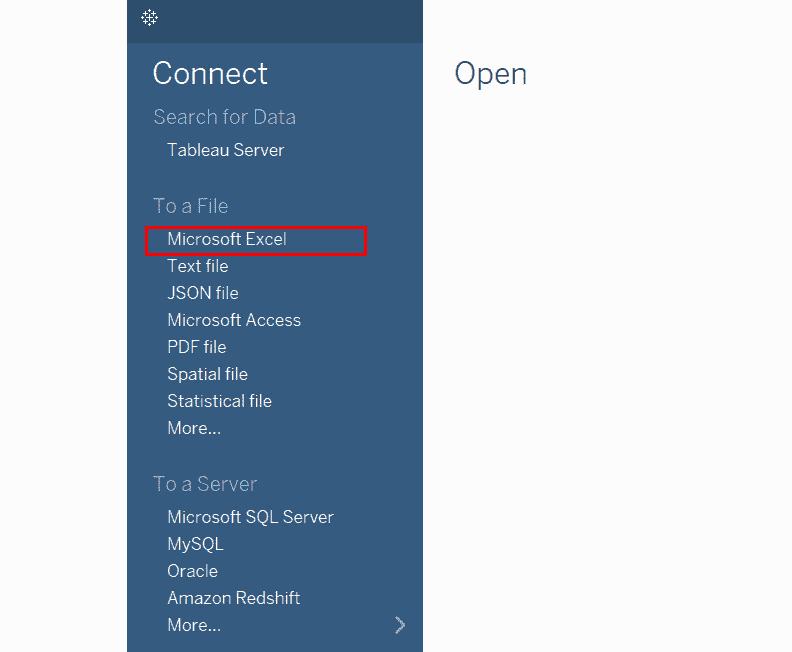 Connect
Open
Search for Data
Tableau Server
To a File
Microsoft Excel
Text file
JSON file
Microsoft Access
PDF file
Spatial file
Statistical file
More...
To a Server
Microsoft SQL Server
MySQL
Oracle
Amazon Redshift
More...